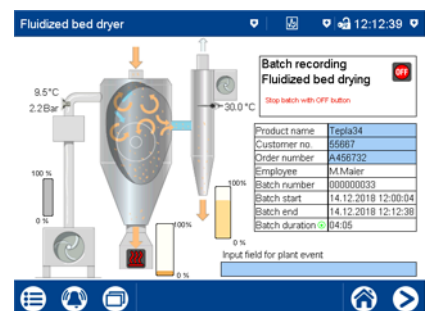 Fluidized bed dryer
12:12:39
Batch recording
Fluidized bed drying
OFF
Stop batch with OFF button
9.5°C
2.2Bar
30.0 °C
Product name Tepla34
Customer no. 55667
Order number A456732
Employee M.Maier
Batch number 000000033
Batch start 14.12.2018 12:00:04
Batch end 14.12.2018 12:12:38
Batch duration 04:05
100 %
0 %
100%
0 %
100%
0 %
Input field for plant event